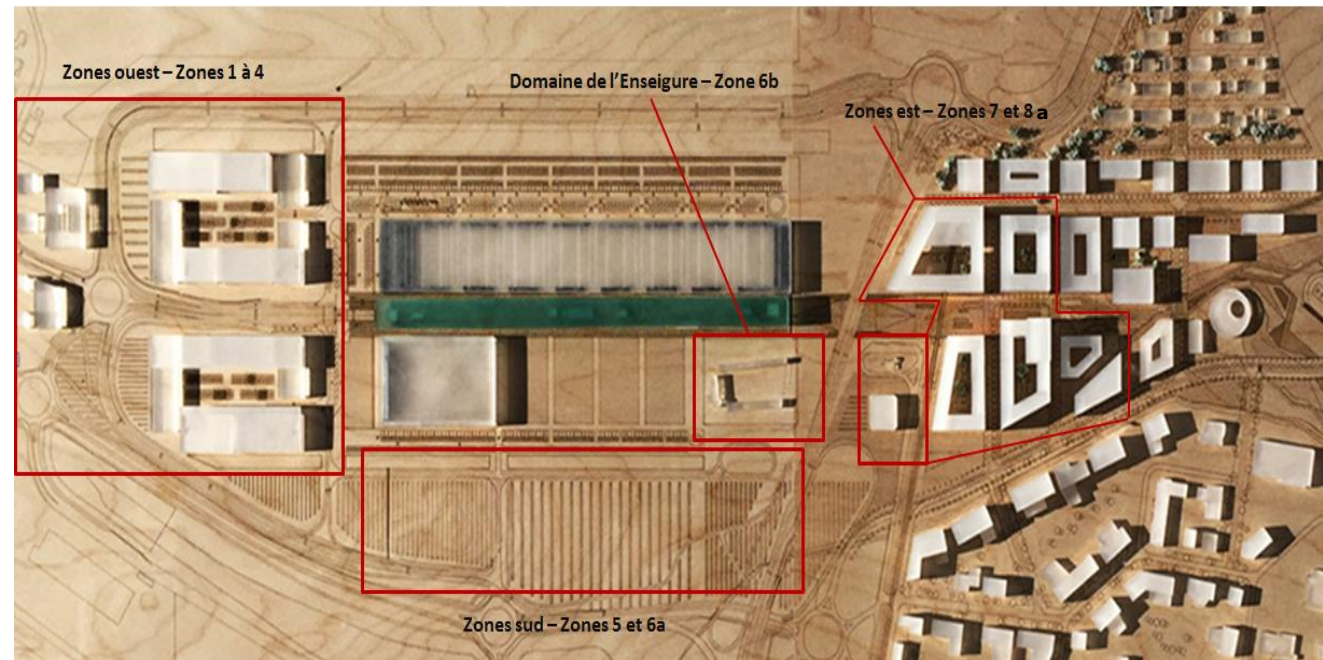 Zones ouest – Zones 1 à 4
Domaine de l’Enseigure – Zone 6b
Zones est – Zones 7 et 8a
Zones sud – Zones 5 et 6a